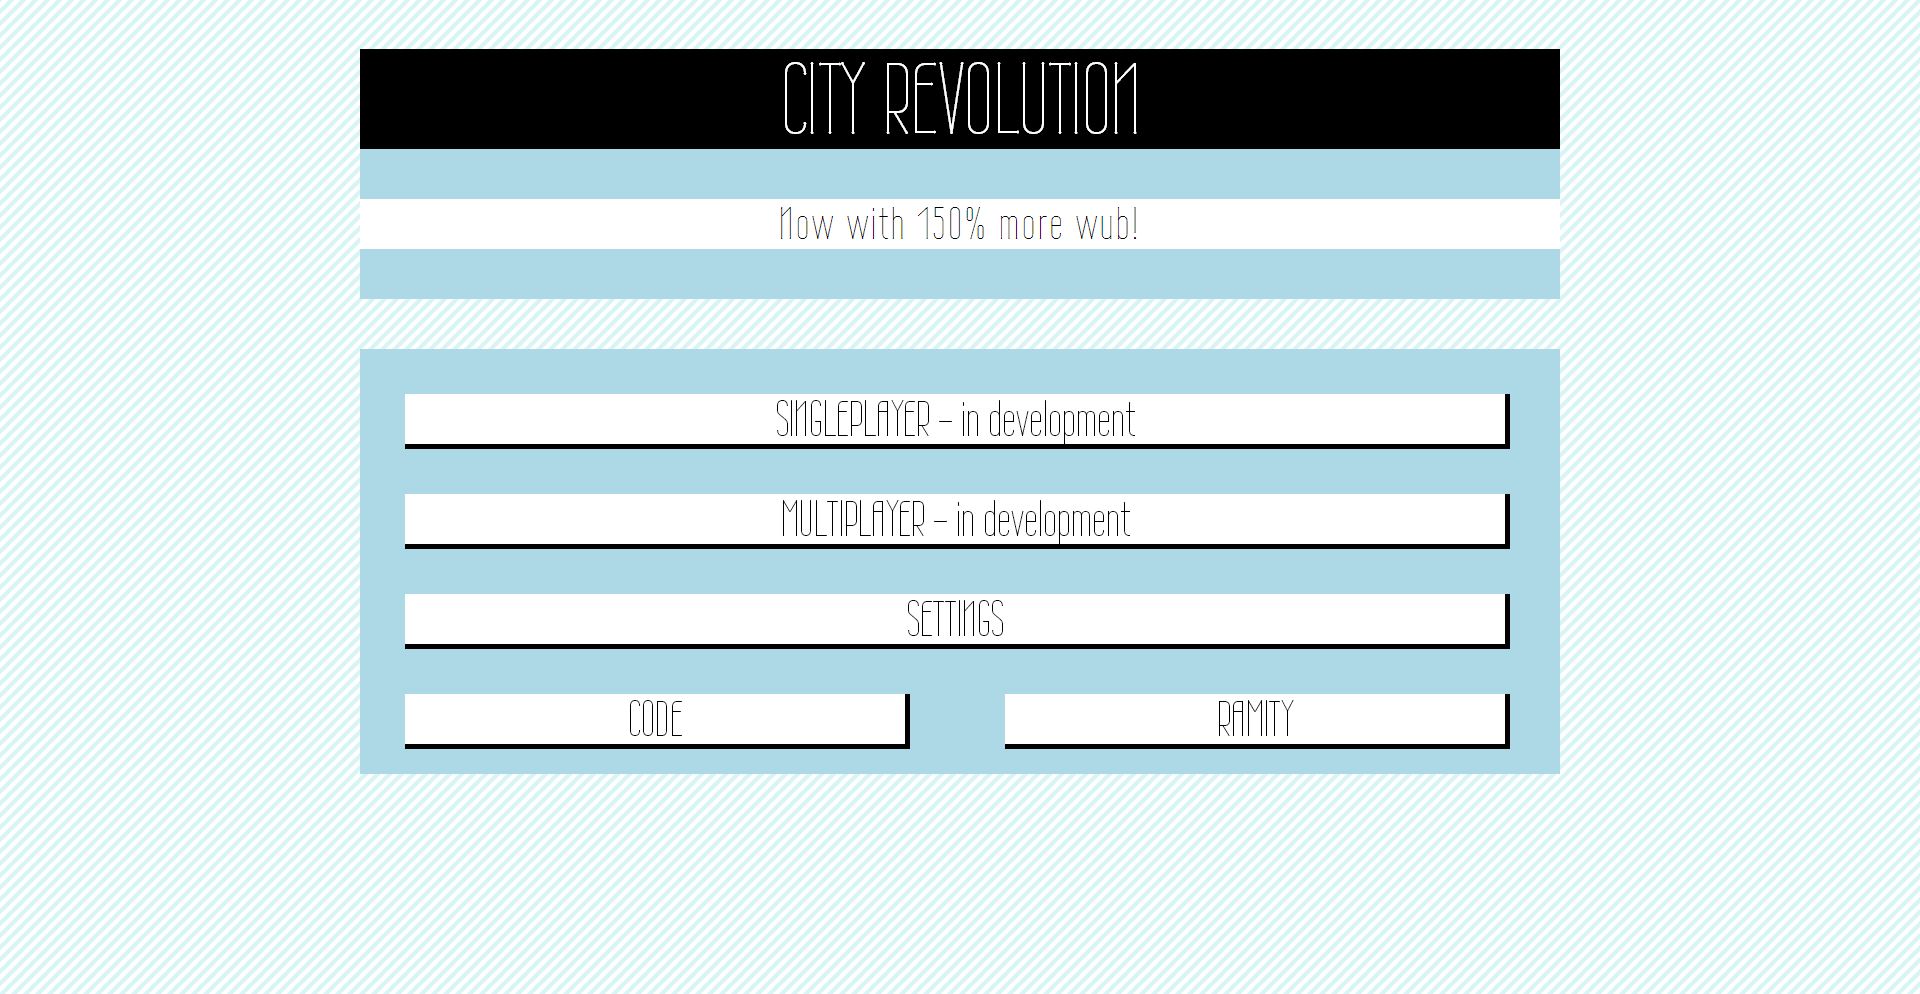 CITY REVOLUTION
Now with 150% more wub!
SINGLEPLAYER – in development
MULTIPLAYER – in development
SETTINGS
CODE
RAMITY